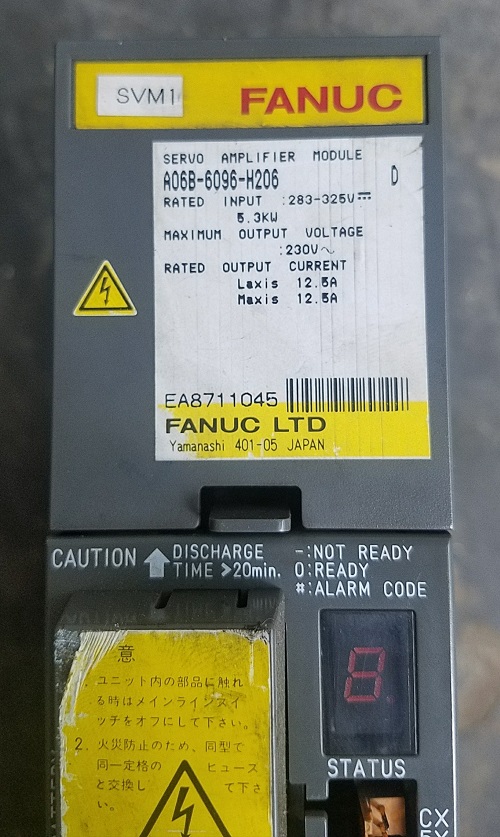 SVM1
FANUC
SERVO AMPLIFIER MODULE
A06B-6096-H206 D
RATED INPUT :283-325V⎓
5.3KW
MAXIMUM OUTPUT VOLTAGE
:230V～
RATED OUTPUT CURRENT
Laxis 12.5A
Maxis 12.5A
EA8711045
FANUC LTD
Yamanashi 401-05 JAPAN
CAUTION ⬆ DISCHARGE TIME >20min.
-:NOT READY
0:READY
#:ALARM CODE
8
STATUS
意
ユニット内の部品に触れ
る時はメインラインスイ
ッチをオフにして下さい。
2. 火災防止のため、同型で
同一定格の ヒューズ
と交換し て下さ
い。
CX